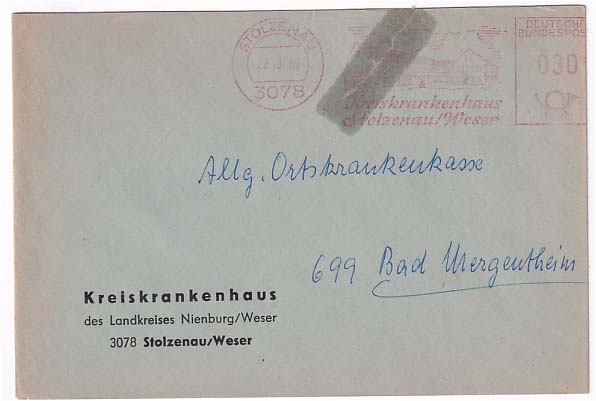 STOLZENAU
3078
Kreiskrankenhaus
Stolzenau/Weser
DEUTSCHE
BUNDESPOST
030
Allg. Ortskrankenkasse
699 Bad Mergentheim
Kreiskrankenhaus
des Landkreises Nienburg/Weser
3078 Stolzenau/Weser